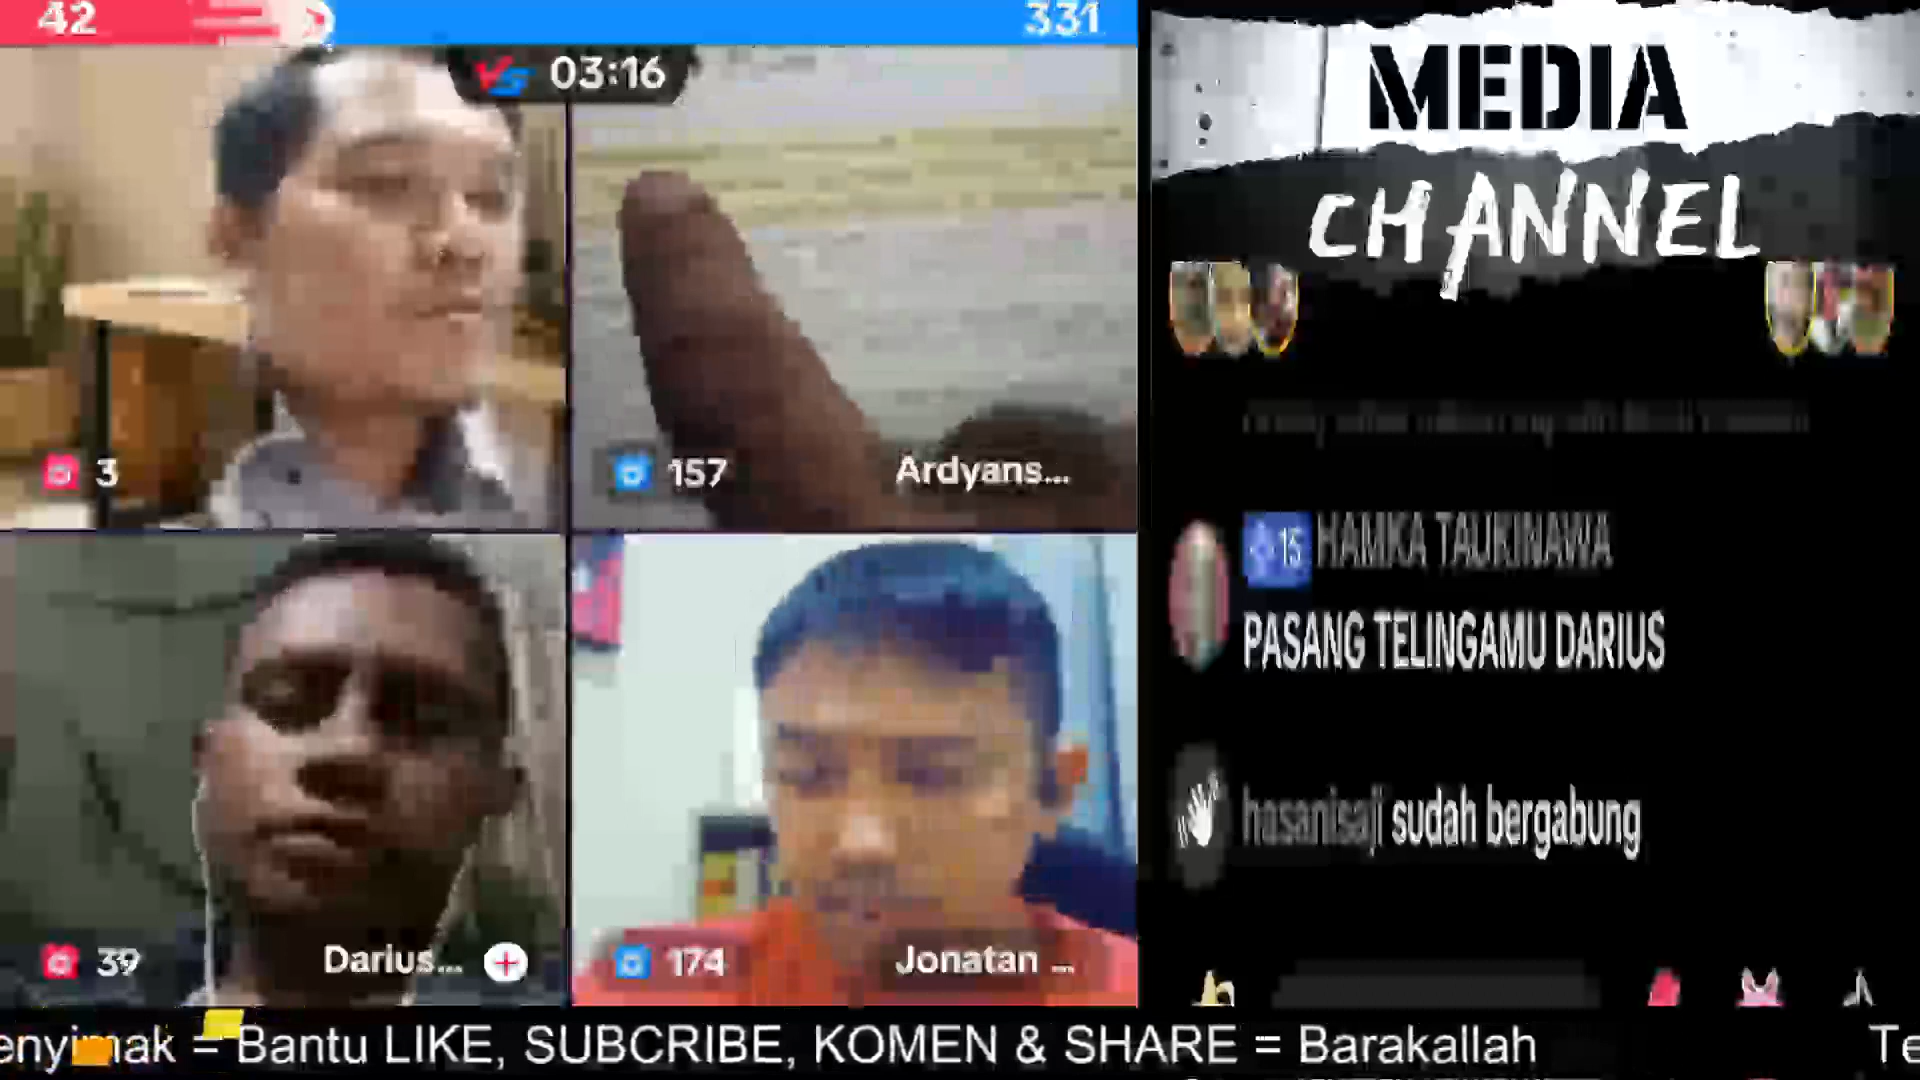 42
331
VS 03:16
3
157
Ardyans...
39
Darius...
174
Jonatan ...
MEDIA
CHANNEL
15 HAMKA TAUKINAWA
PASANG TELINGAMU DARIUS
hasanisaji sudah bergabung
enyimak = Bantu LIKE, SUBCRIBE, KOMEN & SHARE = Barakallah
Te